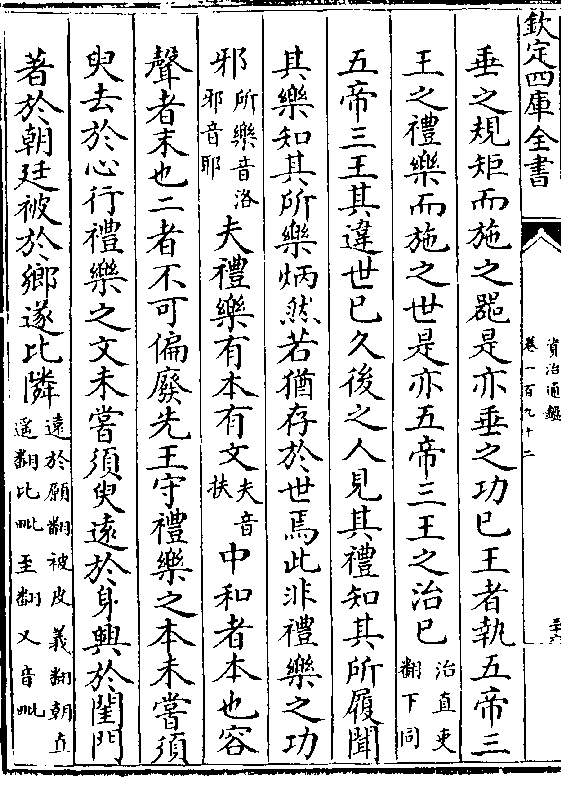 欽定四庫全書
資治通鑑
卷一百九十二
垂之規矩而施之器是亦垂之功已王者執五帝三
王之禮樂而施之世是亦五帝三王之治已治直吏翻下同
五帝三王其違世已久後之人見其禮知其所履聞
其樂知其所樂炳然若猶存於世焉此非禮樂之功
邪所樂音洛邪音耶夫禮樂有本有文夫音扶中和者本也容
聲者末也二者不可偏廢先王守禮樂之本未嘗須
臾去於心行禮樂之文未嘗須臾遠於身興於閨門
著於朝廷被於鄉遂比隣遠於願翻被皮義翻朝直遥翻比毗至翻又音毗